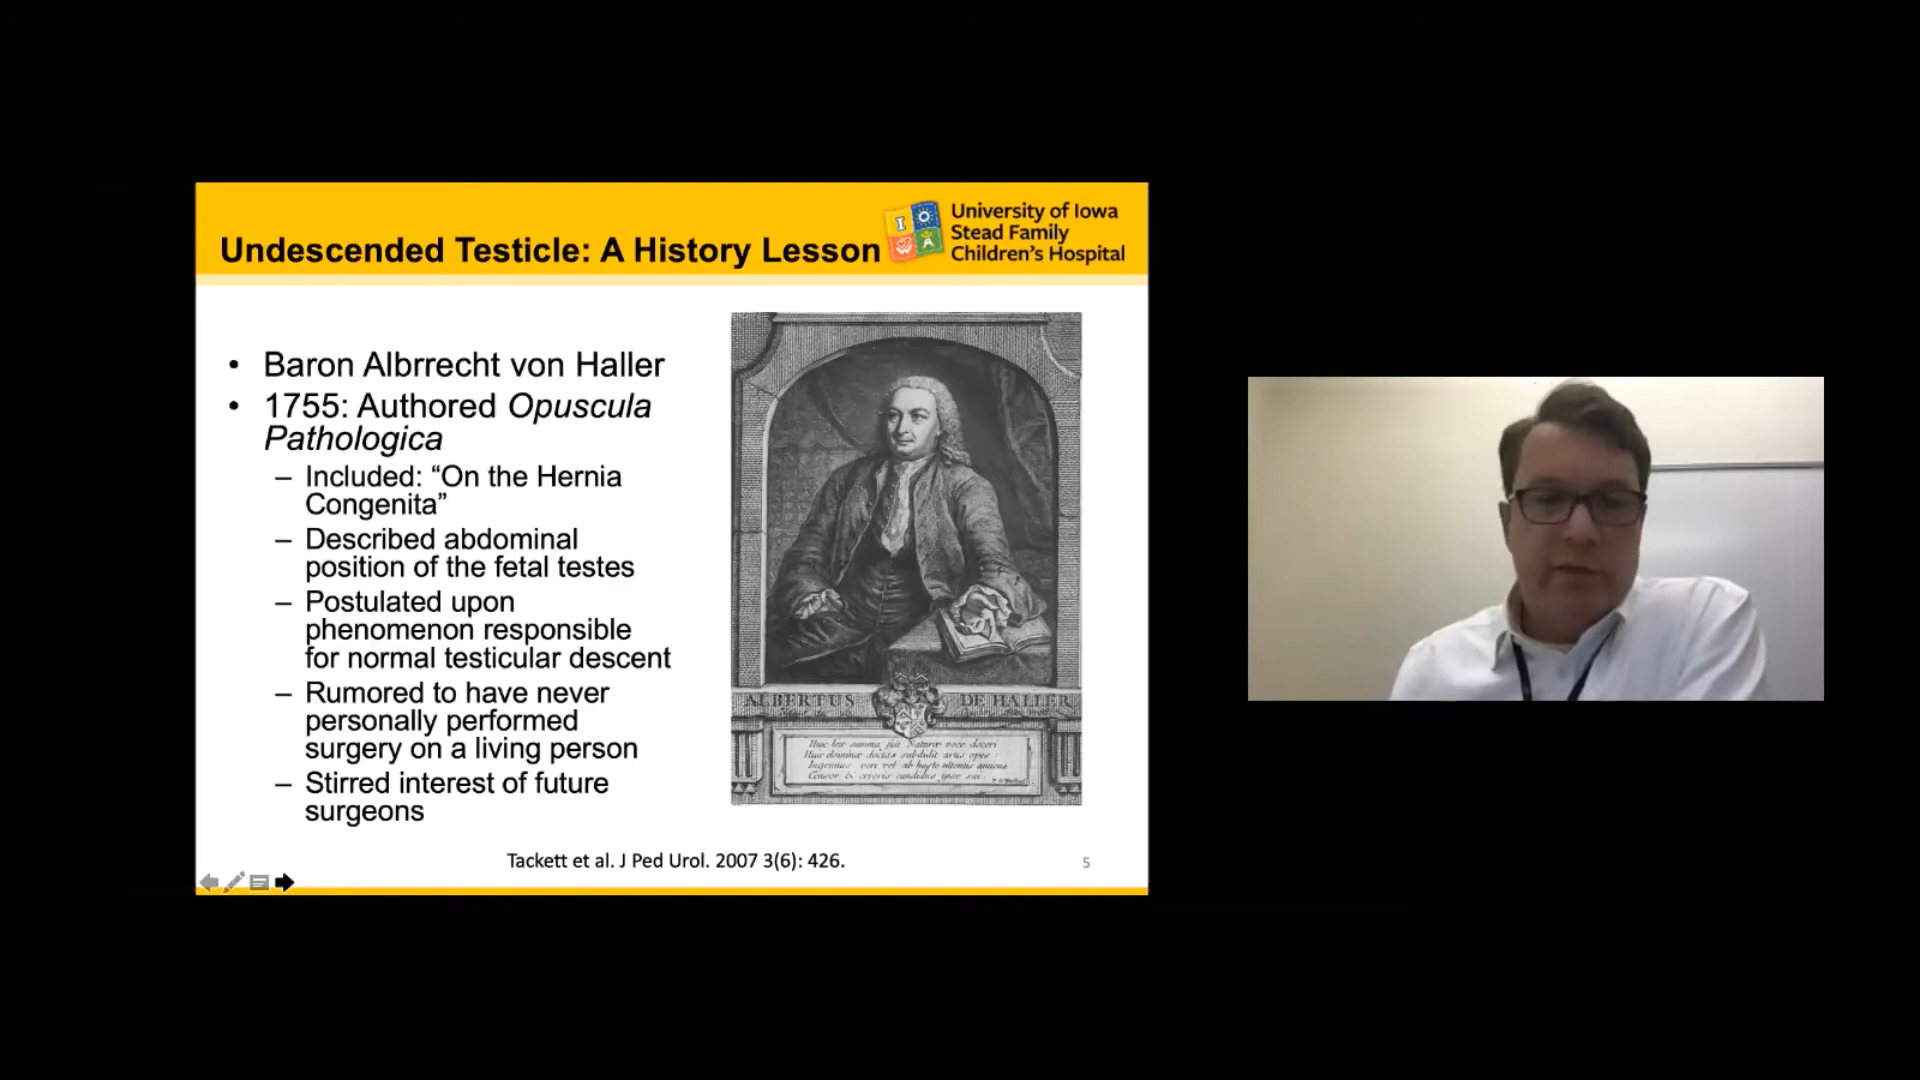 Undescended Testicle: A History Lesson
University of Iowa
Stead Family
Children's Hospital
• Baron Albrrecht von Haller
• 1755: Authored Opuscula
Pathologica
– Included: “On the Hernia
Congenita”
– Described abdominal
position of the fetal testes
– Postulated upon
phenomenon responsible
for normal testicular descent
– Rumored to have never
personally performed
surgery on a living person
– Stirred interest of future
surgeons
ALBERTUS DE HALLER
Tackett et al. J Ped Urol. 2007 3(6): 426.
5